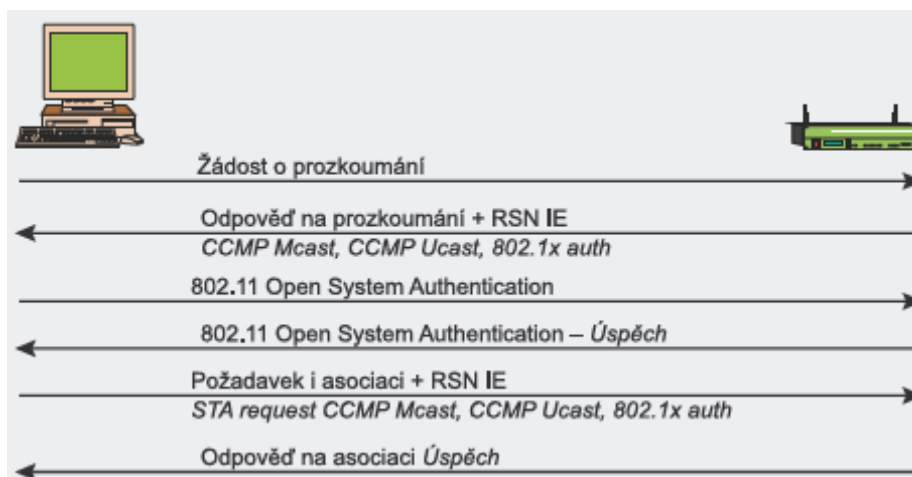 Žádost o prozkoumání
Odpověď na prozkoumání + RSN IE
CCMP Mcast, CCMP Ucast, 802.1x auth
802.11 Open System Authentication
802.11 Open System Authentication – Úspěch
Požadavek i asociaci + RSN IE
STA request CCMP Mcast, CCMP Ucast, 802.1x auth
Odpověď na asociaci Úspěch